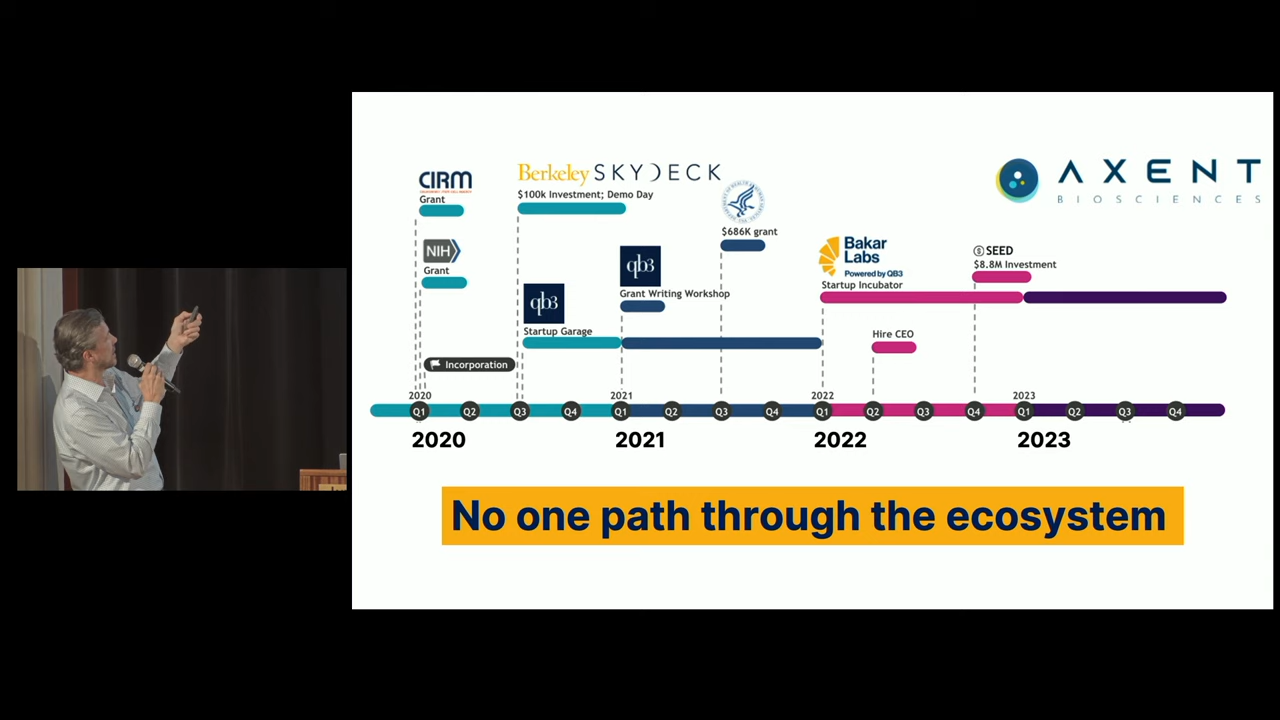 CIRM
Grant
Berkeley SKYDECK
$100k Investment; Demo Day
AXENT
BIOSCIENCES
NIH
Grant
$686K grant
qb3
Grant Writing Workshop
qb3
Startup Garage
Bakar
Labs
Powered by QB3
Startup Incubator
SEED
$8.8M Investment
Hire CEO
Incorporation
2020 2021 2022 2023
Q1 Q2 Q3 Q4 Q1 Q2 Q3 Q4 Q1 Q2 Q3 Q4 Q1 Q2 Q3 Q4
2020 2021 2022 2023
No one path through the ecosystem